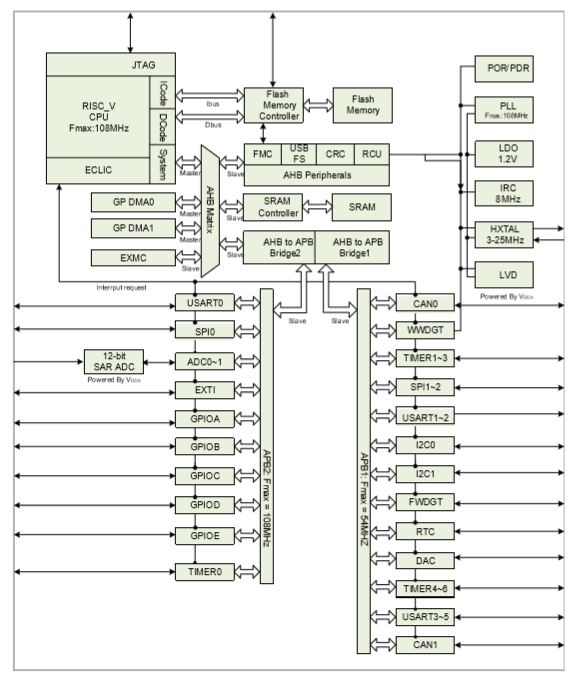 JTAG
RISC_V
CPU
Fmax:108MHz
ICode
DCode
System
ECLIC
Ibus
Dbus
Flash
Memory
Controller
Flash
Memory
FMC
USB
FS
CRC
RCU
AHB Peripherals
Master
Slave
AHB Matrix
GP DMA0
Master
Slave
SRAM
Controller
SRAM
GP DMA1
Master
Slave
AHB to APB
Bridge2
AHB to APB
Bridge1
EXMC
Slave
POR/PDR
PLL
Fmax:108MHz
LDO
1.2V
IRC
8MHz
HXTAL
3-25MHz
LVD
Powered By VDDA
Interrput request
Slave
Slave
USART0
SPI0
12-bit
SAR ADC
Powered By VDDA
ADC0~1
EXTI
GPIOA
GPIOB
GPIOC
GPIOD
GPIOE
TIMER0
APB2: Fmax = 108MHz
APB1: Fmax = 54MHZ
CAN0
WWDGT
TIMER1~3
SPI1~2
USART1~2
I2C0
I2C1
FWDGT
RTC
DAC
TIMER4~6
USART3~5
CAN1